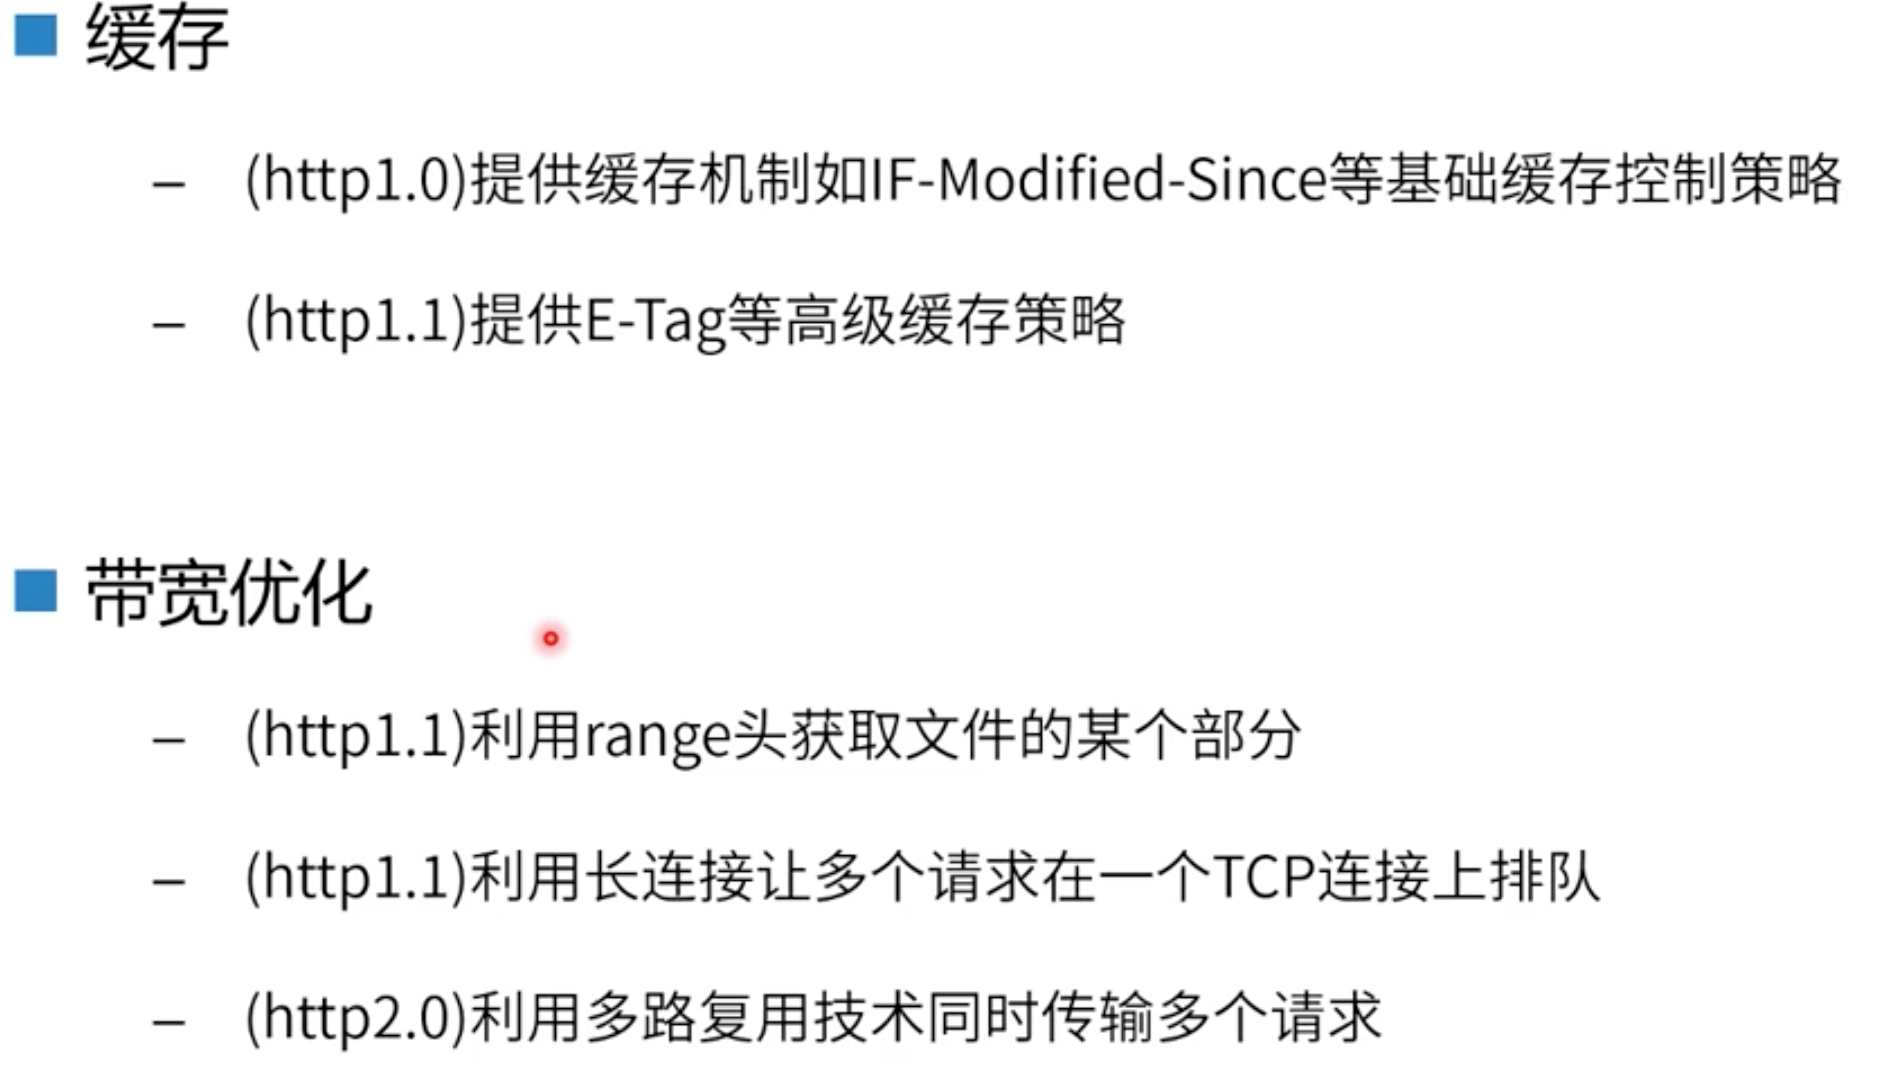 缓存
– (http1.0)提供缓存机制如IF-Modified-Since等基础缓存控制策略
– (http1.1)提供E-Tag等高级缓存策略
带宽优化
– (http1.1)利用range头获取文件的某个部分
– (http1.1)利用长连接让多个请求在一个TCP连接上排队
– (http2.0)利用多路复用技术同时传输多个请求